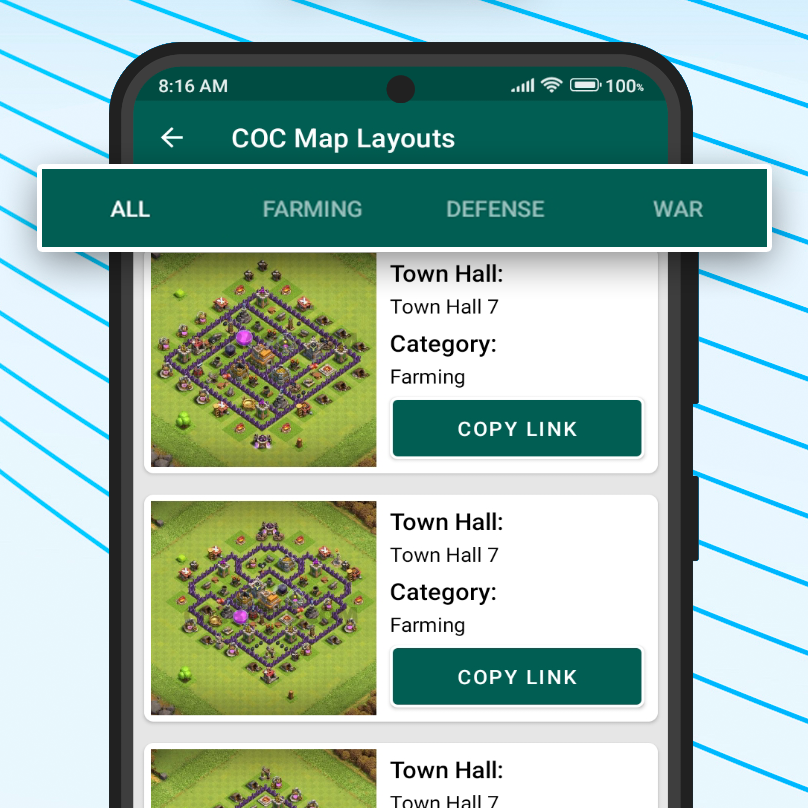 8:16 AM
100%
COC Map Layouts
ALL
FARMING
DEFENSE
WAR
Town Hall:
Town Hall 7
Category:
Farming
COPY LINK
Town Hall:
Town Hall 7
Category:
Farming
COPY LINK
Town Hall:
Town Hall 7